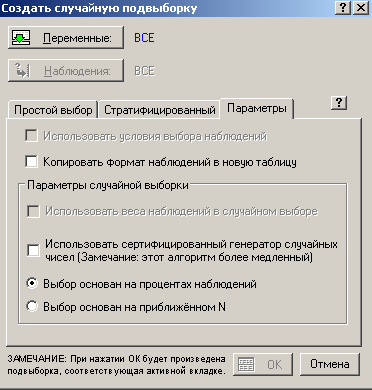 Создать случайную подвыборку
Переменные: ВСЕ
Наблюдения: ВСЕ
Простой выбор Стратифицированный Параметры
Использовать условия выбора наблюдений
Копировать формат наблюдений в новую таблицу
Параметры случайной выборки
Использовать веса наблюдений в случайном выборе
Использовать сертифицированный генератор случайных
чисел (Замечание: этот алгоритм более медленный)
Выбор основан на процентах наблюдений
Выбор основан на приближённом N
ЗАМЕЧАНИЕ: При нажатии ОК будет произведена
подвыборка, соответствующая активной вкладке.
ОК
Отмена